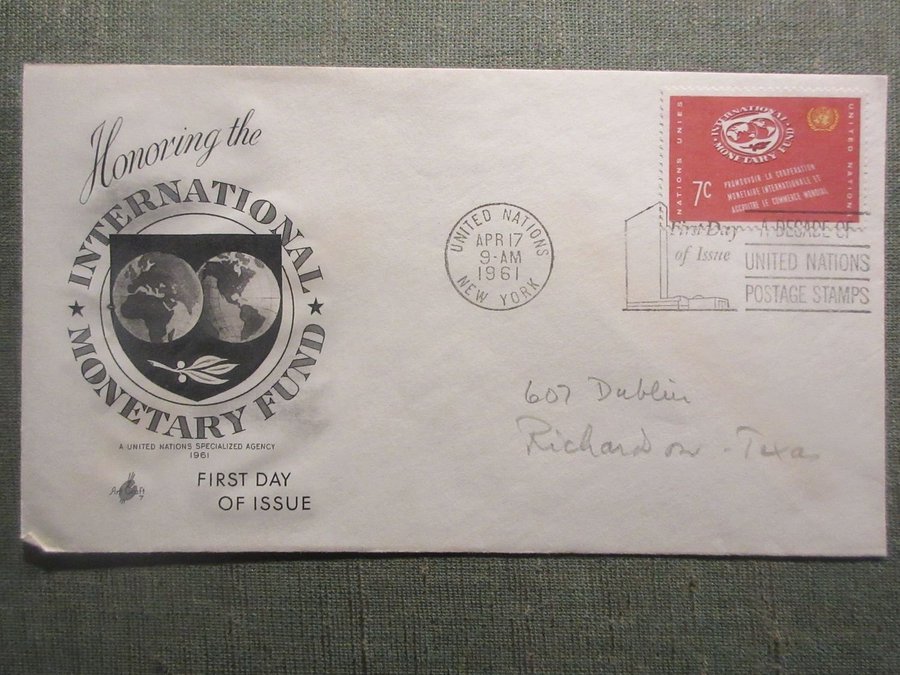 Honoring the
INTERNATIONAL
★ MONETARY FUND ★
A UNITED NATIONS SPECIALIZED AGENCY
1961
Art Craft
FIRST DAY
OF ISSUE
UNITED NATIONS
APR 17
9-AM
1961
NEW YORK
NATIONS UNIES
INTERNATIONAL
MONETARY FUND
UNITED NATIONS
7c
PROMOUVOIR LA COOPERATION
MONETAIRE INTERNATIONALE ET
ACCROITRE LE COMMERCE MONDIAL
First Day
of Issue
A DECADE OF
UNITED NATIONS
POSTAGE STAMPS
607 Dublin
Richardson - Texas